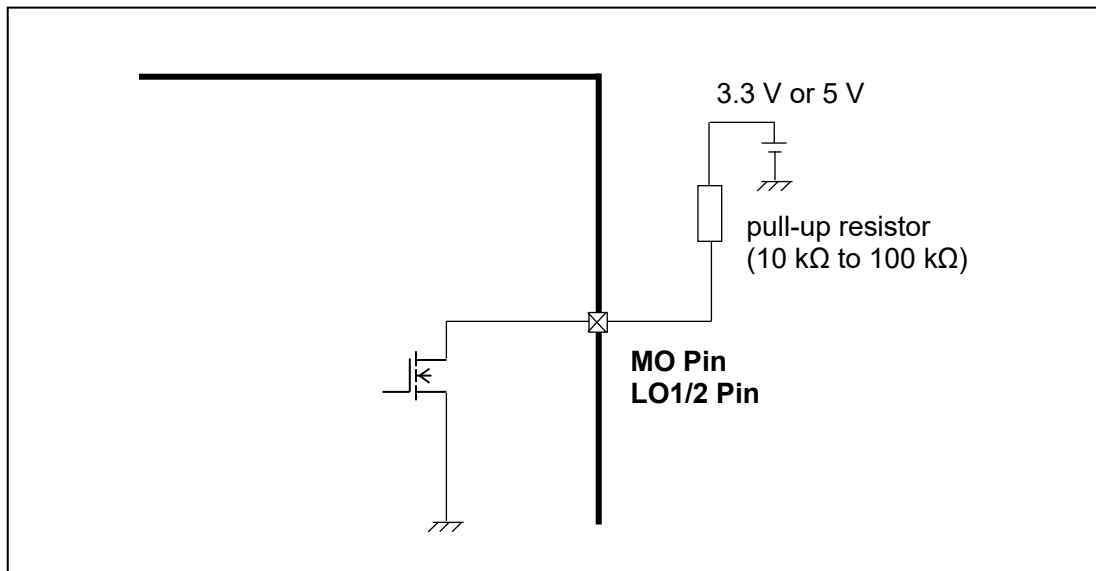 3.3 V or 5 V
pull-up resistor
(10 kΩ to 100 kΩ)
MO Pin
LO1/2 Pin